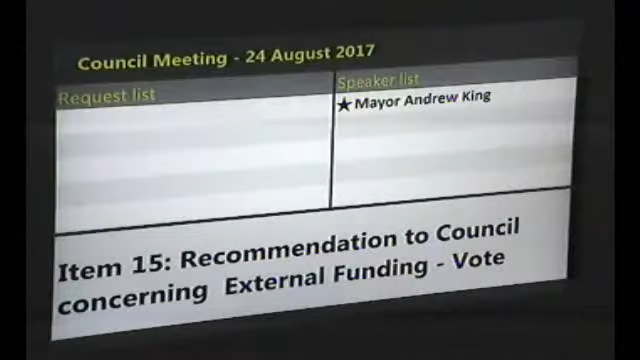 Council Meeting - 24 August 2017
Request list
Speaker list
★ Mayor Andrew King
Item 15: Recommendation to Council
concerning External Funding - Vote